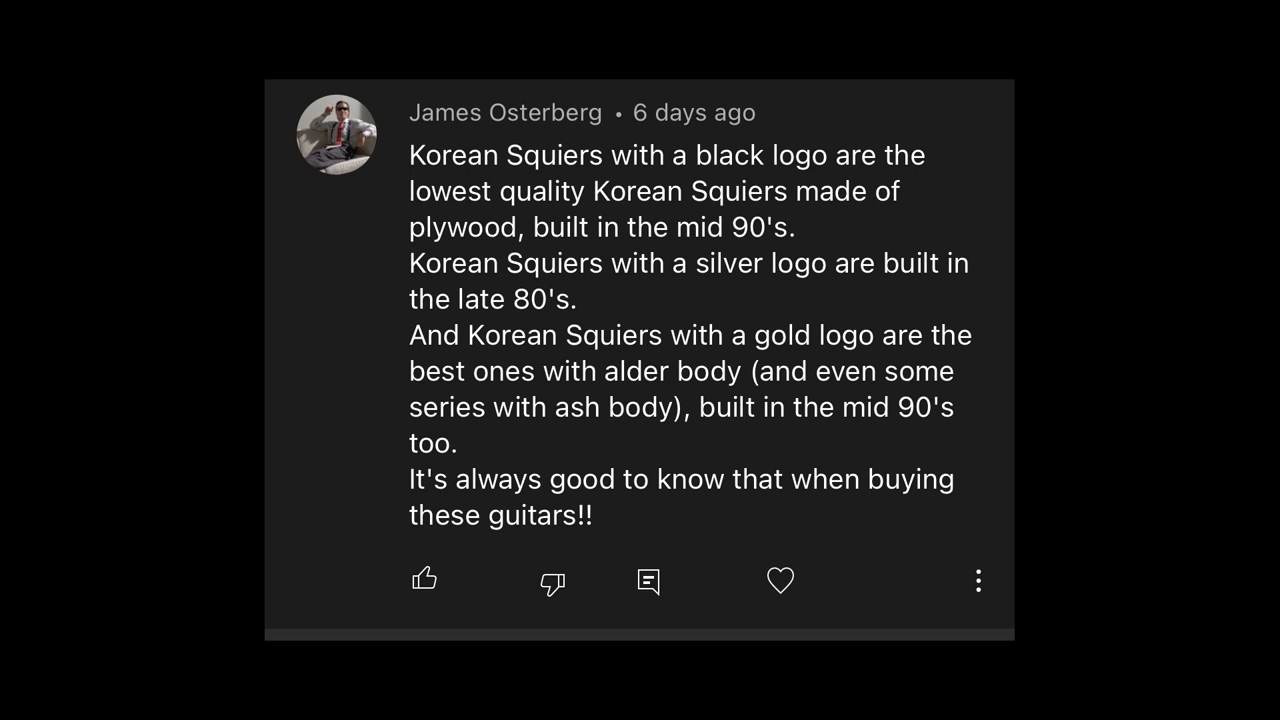 James Osterberg • 6 days ago
Korean Squiers with a black logo are the
lowest quality Korean Squiers made of
plywood, built in the mid 90's.
Korean Squiers with a silver logo are built in
the late 80's.
And Korean Squiers with a gold logo are the
best ones with alder body (and even some
series with ash body), built in the mid 90's
too.
It's always good to know that when buying
these guitars!!